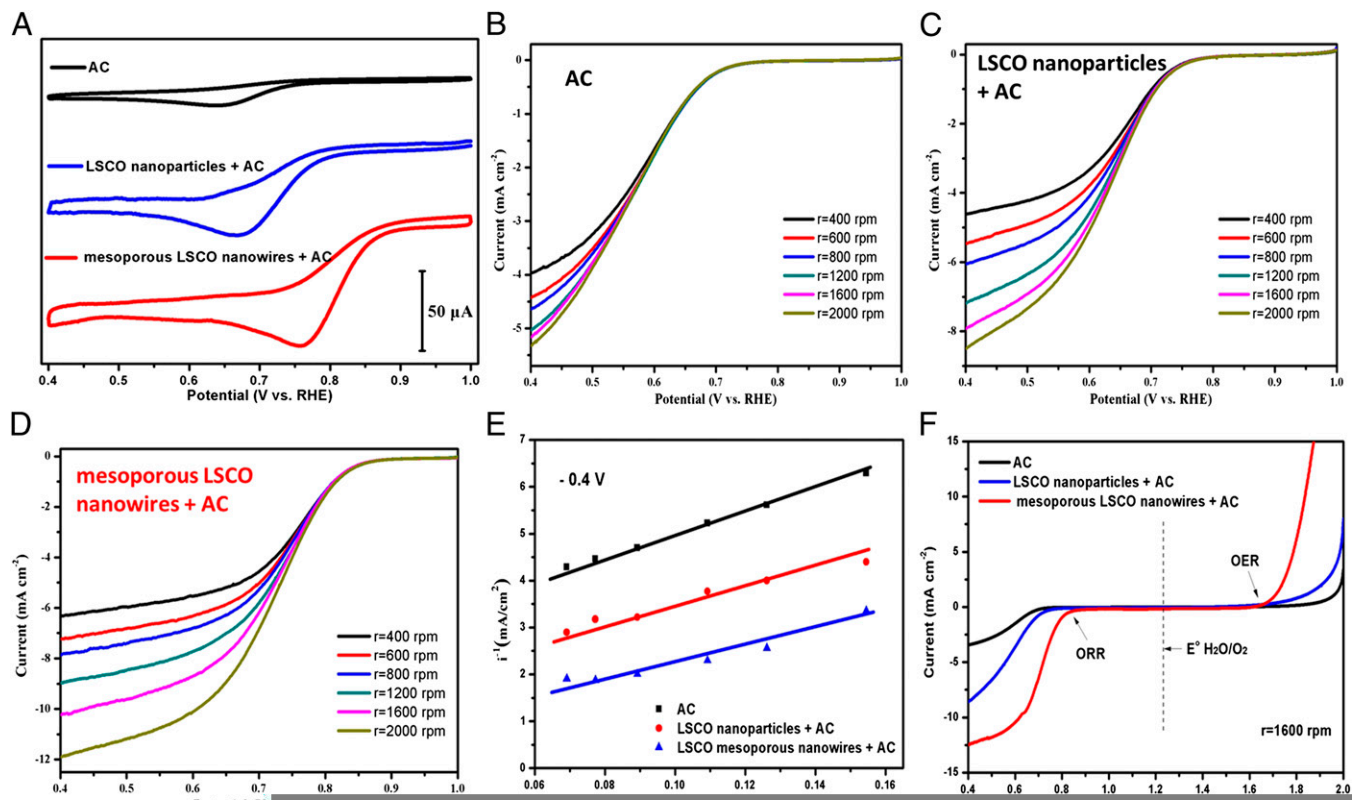 A
AC
LSCO nanoparticles + AC
mesoporous LSCO nanowires + AC
50 µA
0.4 0.5 0.6 0.7 0.8 0.9 1.0
Potential (V vs. RHE)
B
AC
0
-1
-2
-3
-4
-5
Current (mA cm⁻²)
r=400 rpm
r=600 rpm
r=800 rpm
r=1200 rpm
r=1600 rpm
r=2000 rpm
0.4 0.5 0.6 0.7 0.8 0.9 1.0
Potential (V vs. RHE)
C
LSCO nanoparticles
+ AC
0
-2
-4
-6
-8
Current (mA cm⁻²)
r=400 rpm
r=600 rpm
r=800 rpm
r=1200 rpm
r=1600 rpm
r=2000 rpm
0.4 0.5 0.6 0.7 0.8 0.9 1.0
Potential (V vs. RHE)
D
mesoporous LSCO
nanowires + AC
0
-2
-4
-6
-8
-10
-12
Current (mA cm⁻²)
r=400 rpm
r=600 rpm
r=800 rpm
r=1200 rpm
r=1600 rpm
r=2000 rpm
0.4 0.5 0.6 0.7 0.8 0.9 1.0
E
7
6
5
4
3
2
1
0
i⁻¹(mA/cm²)
- 0.4 V
AC
LSCO nanoparticles + AC
LSCO mesoporous nanowires + AC
0.06 0.08 0.10 0.12 0.14 0.16
F
15
10
5
0
-5
-10
-15
Current (mA cm⁻²)
AC
LSCO nanoparticles + AC
mesoporous LSCO nanowires + AC
OER
ORR
E° H₂O/O₂
r=1600 rpm
0.4 0.6 0.8 1.0 1.2 1.4 1.6 1.8 2.0